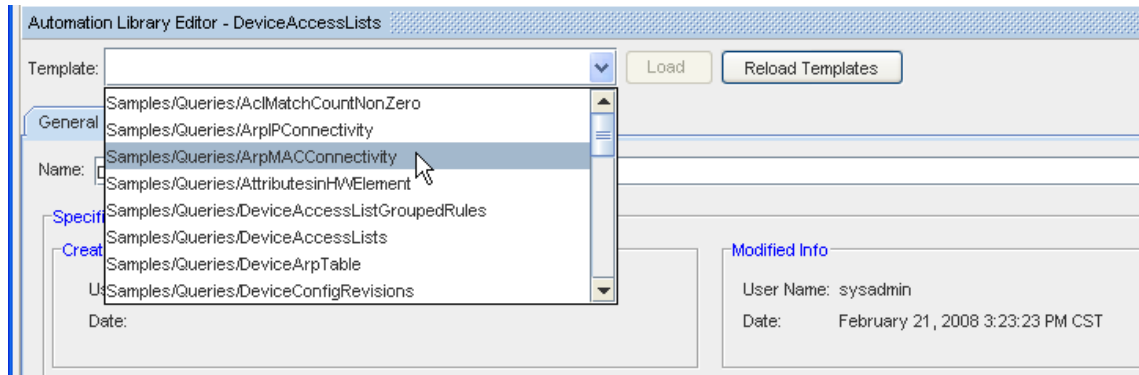 Automation Library Editor - DeviceAccessLists
Template:
Load
Reload Templates
Samples/Queries/AclMatchCountNonZero
General
Samples/Queries/ArpIPConnectivity
Samples/Queries/ArpMACConnectivity
Name:
Samples/Queries/AttributesinHWElement
Samples/Queries/DeviceAccessListGroupedRules
Samples/Queries/DeviceAccessLists
Modified Info
Samples/Queries/DeviceArpTable
Samples/Queries/DeviceConfigRevisions
User Name: sysadmin
Date:
Date: February 21, 2008 3:23:23 PM CST